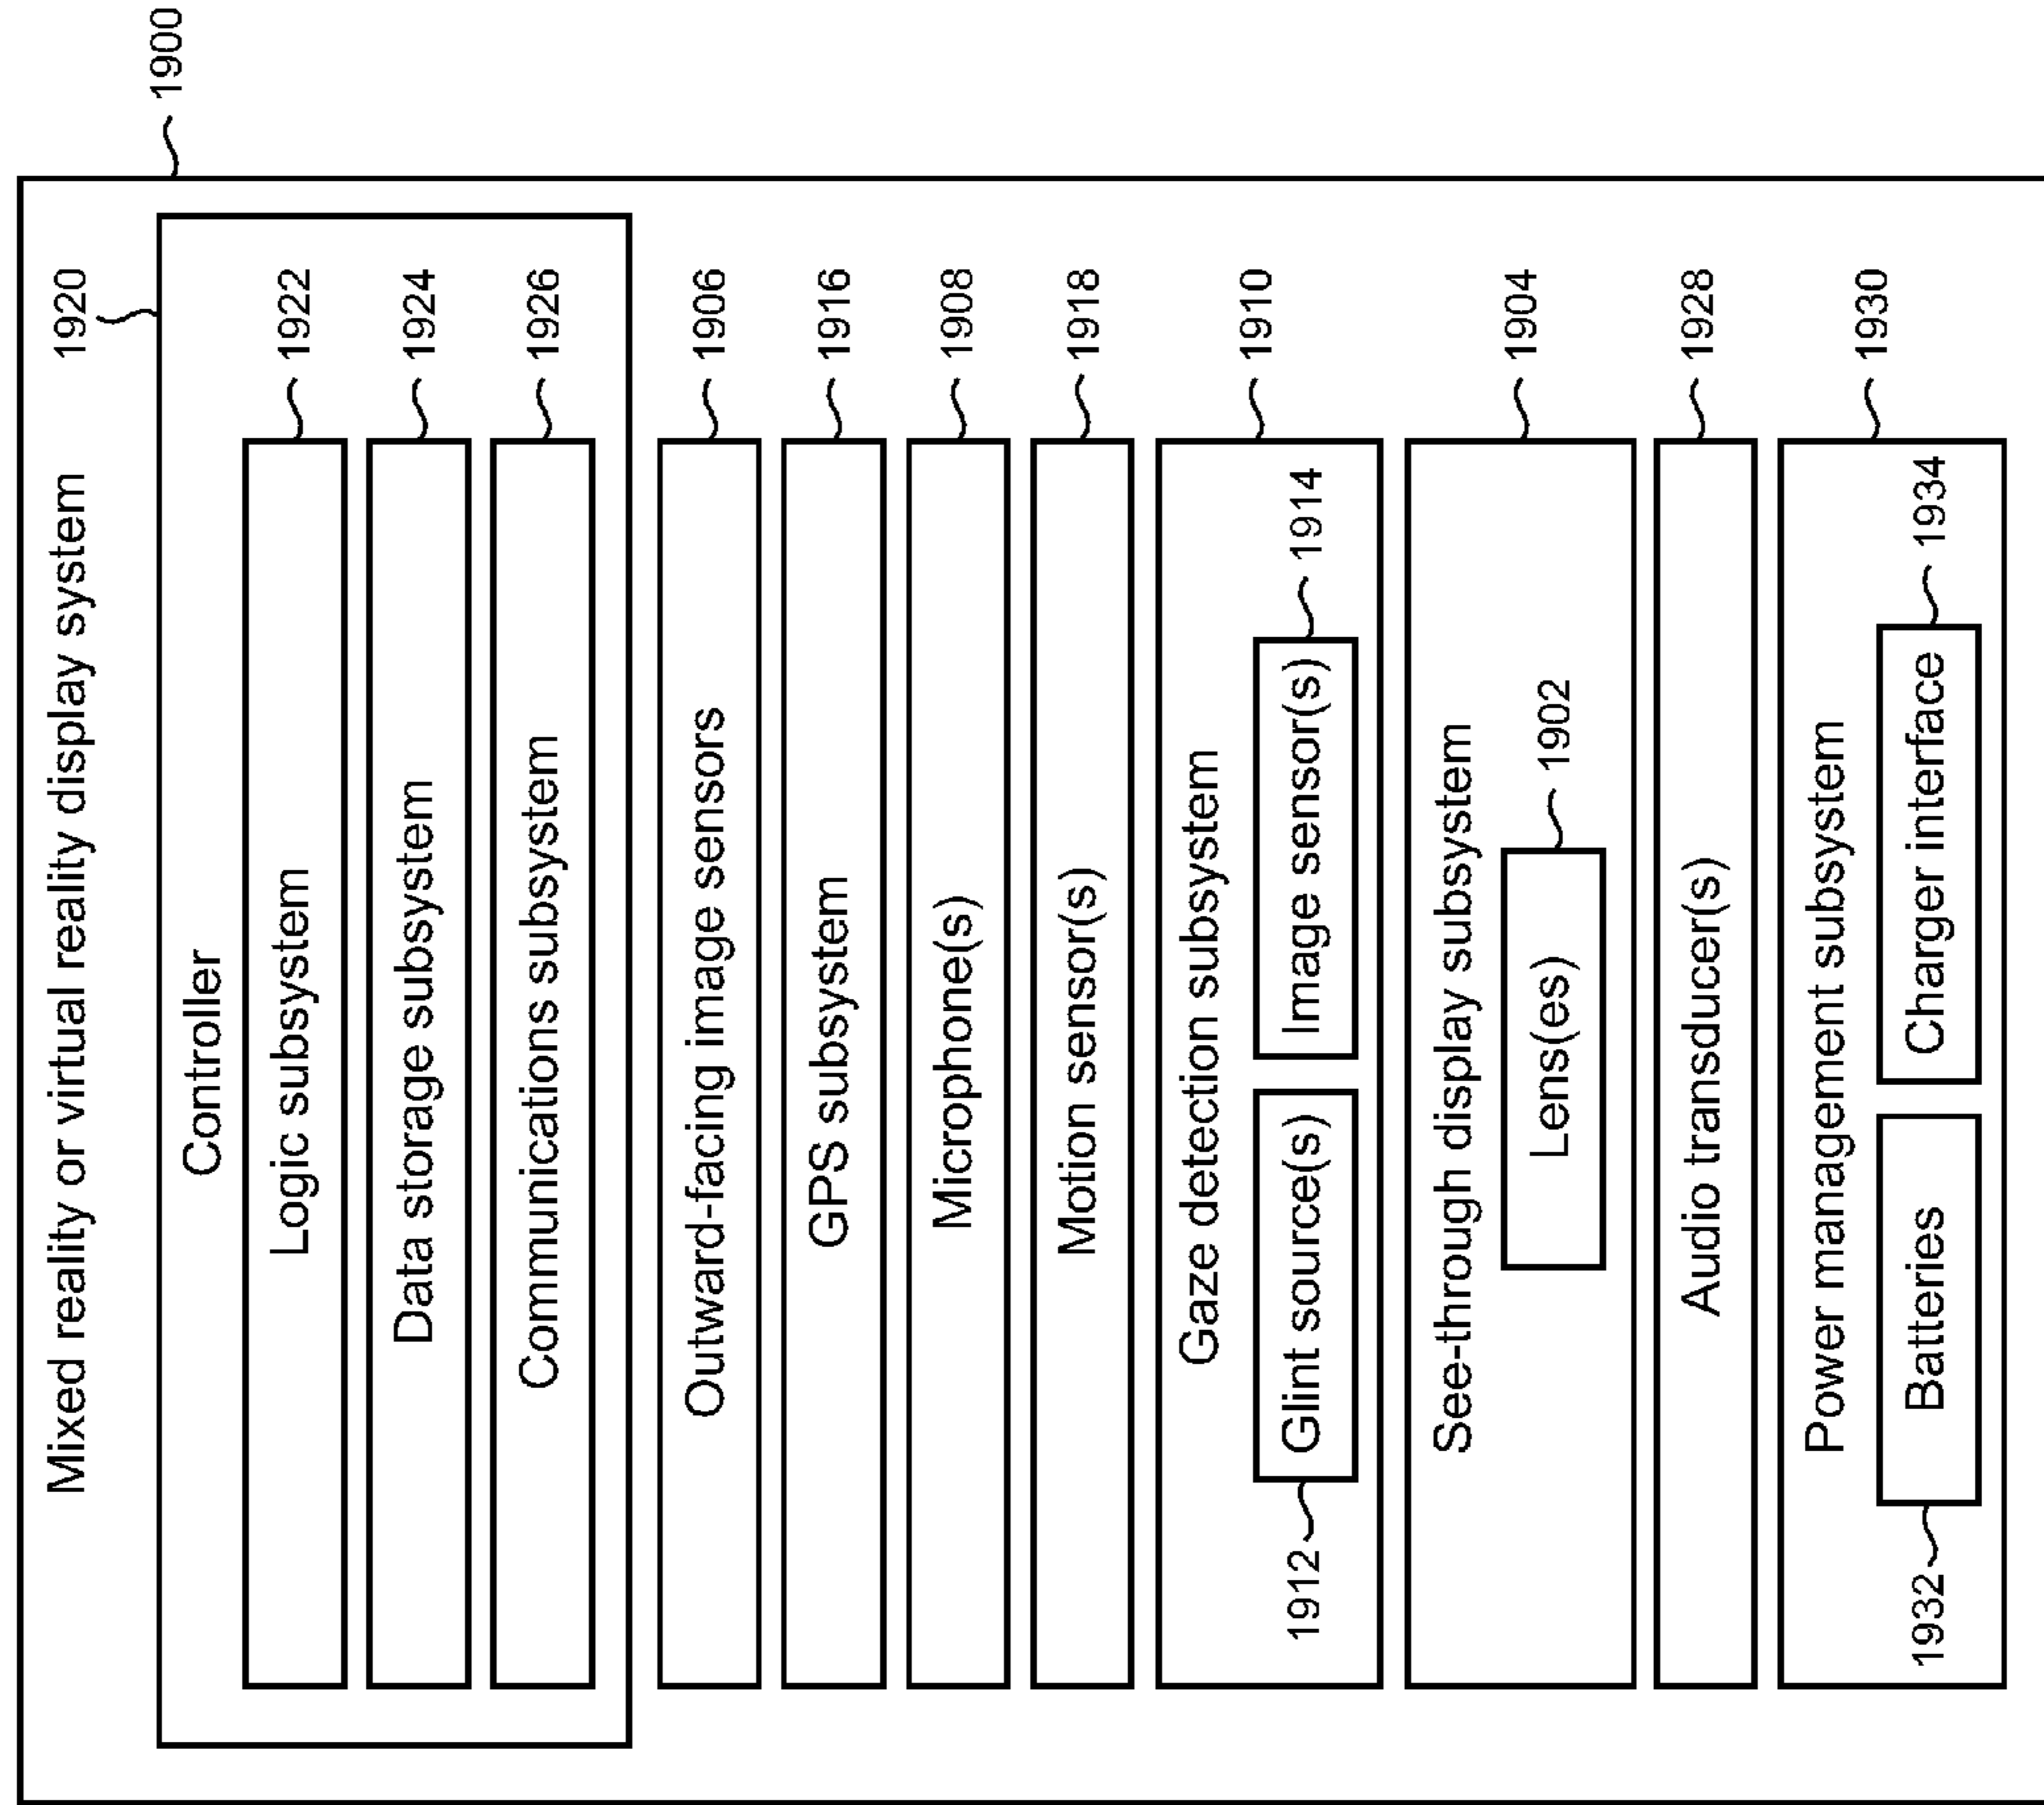 Mixed reality or virtual reality display system
1920
1900
Controller
Logic subsystem
1922
Data storage subsystem
1924
Communications subsystem
1926
Outward-facing image sensors
1906
GPS subsystem
1916
Microphone(s)
1908
Motion sensor(s)
1918
Gaze detection subsystem
1910
1912
Glint source(s)
Image sensor(s)
1914
See-through display subsystem
1904
Lens(es)
1902
Audio transducer(s)
1928
Power management subsystem
1930
1932
Batteries
Charger interface
1934